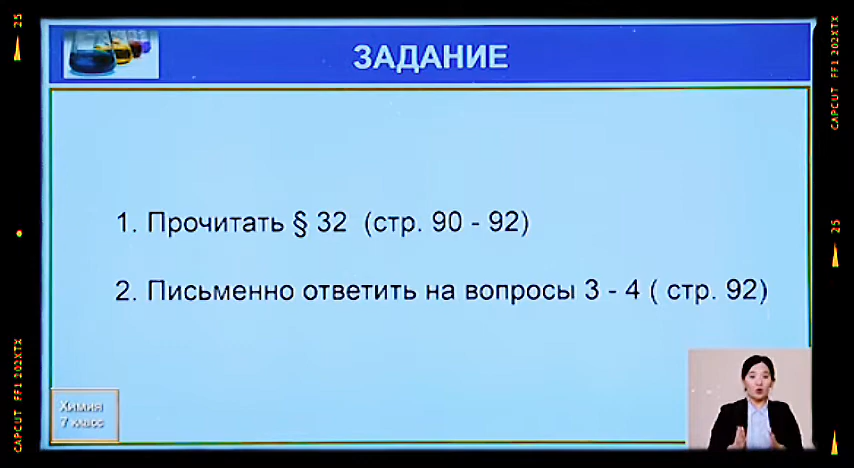 25
ЗАДАНИЕ
CAPCUT FF1 202XTX
1. Прочитать § 32 (стр. 90 - 92)
25
2. Письменно ответить на вопросы 3 - 4 ( стр. 92)
CAPCUT FF1 202XTX
Химия
7 класс